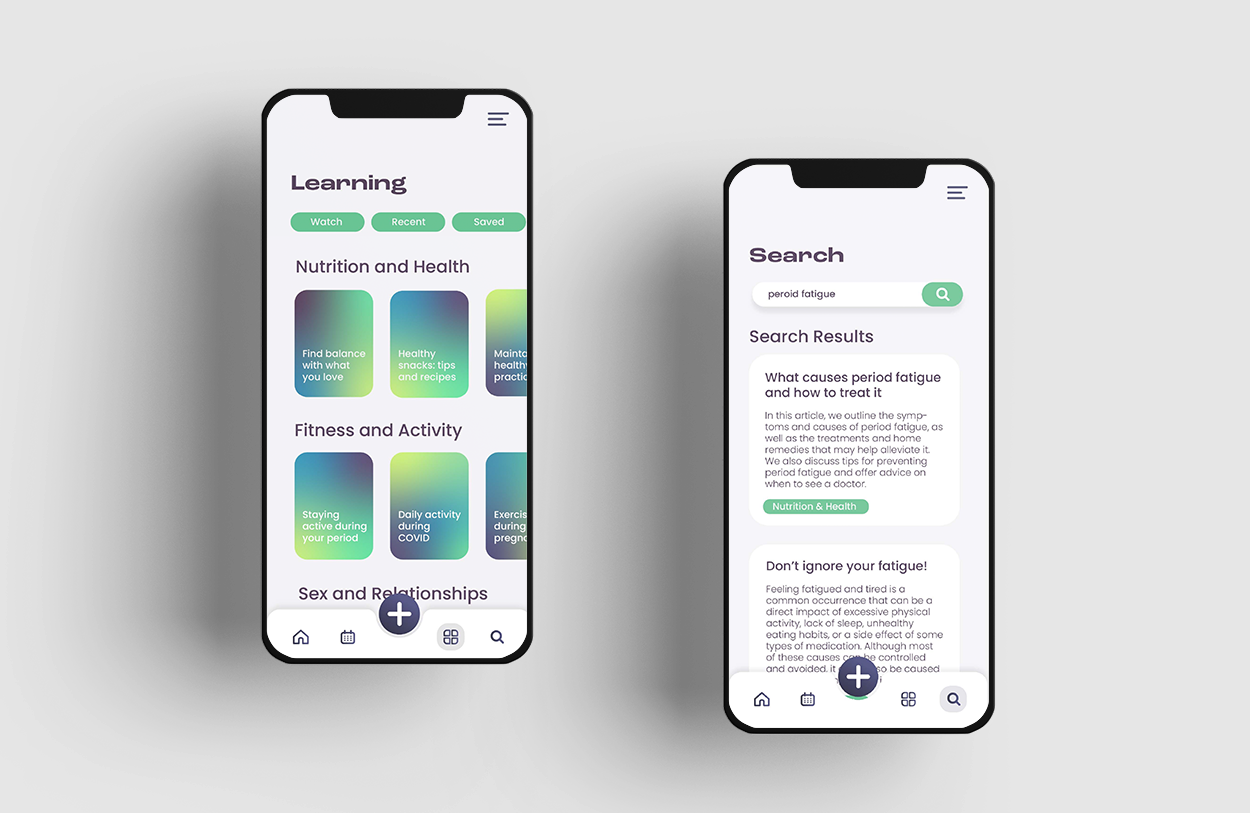 Learning
Watch Recent Saved
Nutrition and Health
Find balance
with what
you love
Healthy
snacks: tips
and recipes
healthy
Fitness and Activity
Staying
active during
your period
Daily activity
during
COVID
during
Sex and Relationships
Search
peroid fatigue
Search Results
What causes period fatigue
and how to treat it
In this article, we outline the symp-
toms and causes of period fatigue, as
well as the treatments and home
remedies that may help alleviate it.
We also discuss tips for preventing
period fatigue and offer advice on
when to see a doctor.
Nutrition & Health
Don't ignore your fatigue!
Feeling fatigued and tired is a
common occurrence that can be a
direct impact of excessive physical
activity, lack of sleep, unhealthy
eating habits, or a side effect of some
types of medication. Although most
of these causes can be controlled
and avoided, it so be caused